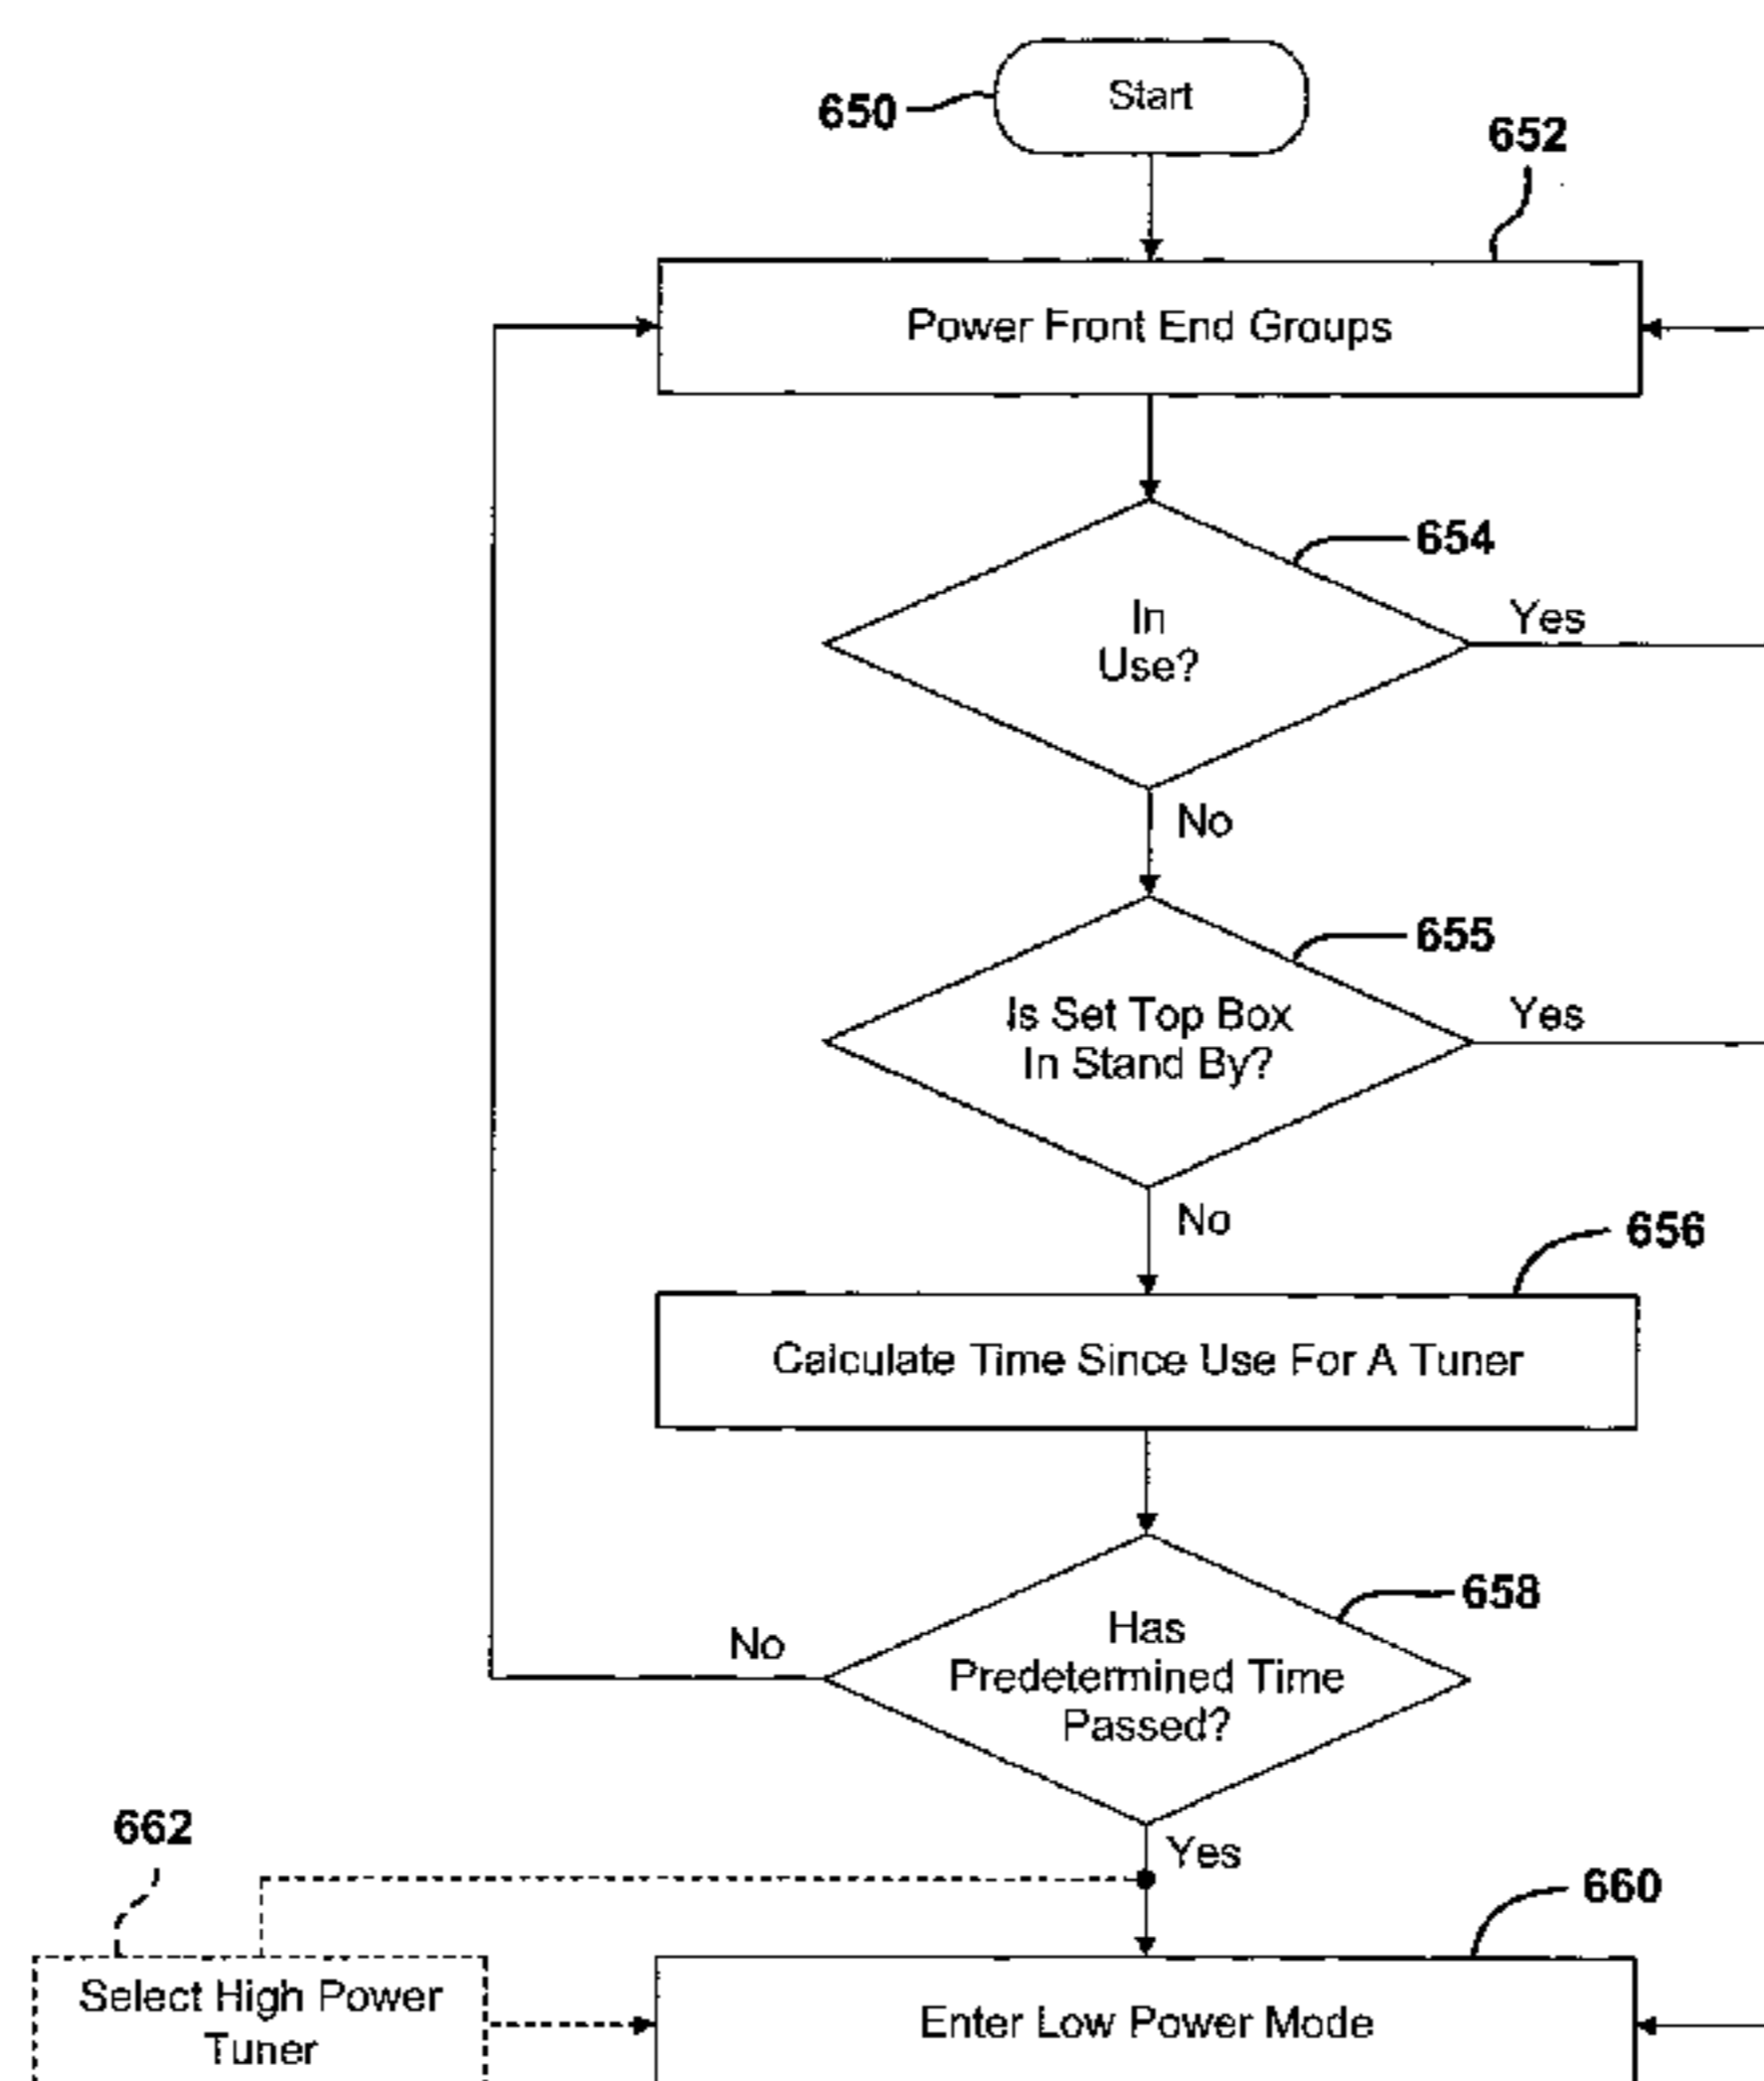 Start
650
652
Power Front End Groups
654
In
Use?
Yes
No
655
Is Set Top Box
In Stand By?
Yes
No
656
Calculate Time Since Use For A Tuner
658
Has
Predetermined Time
Passed?
No
Yes
662
660
Select High Power
Tuner
Enter Low Power Mode